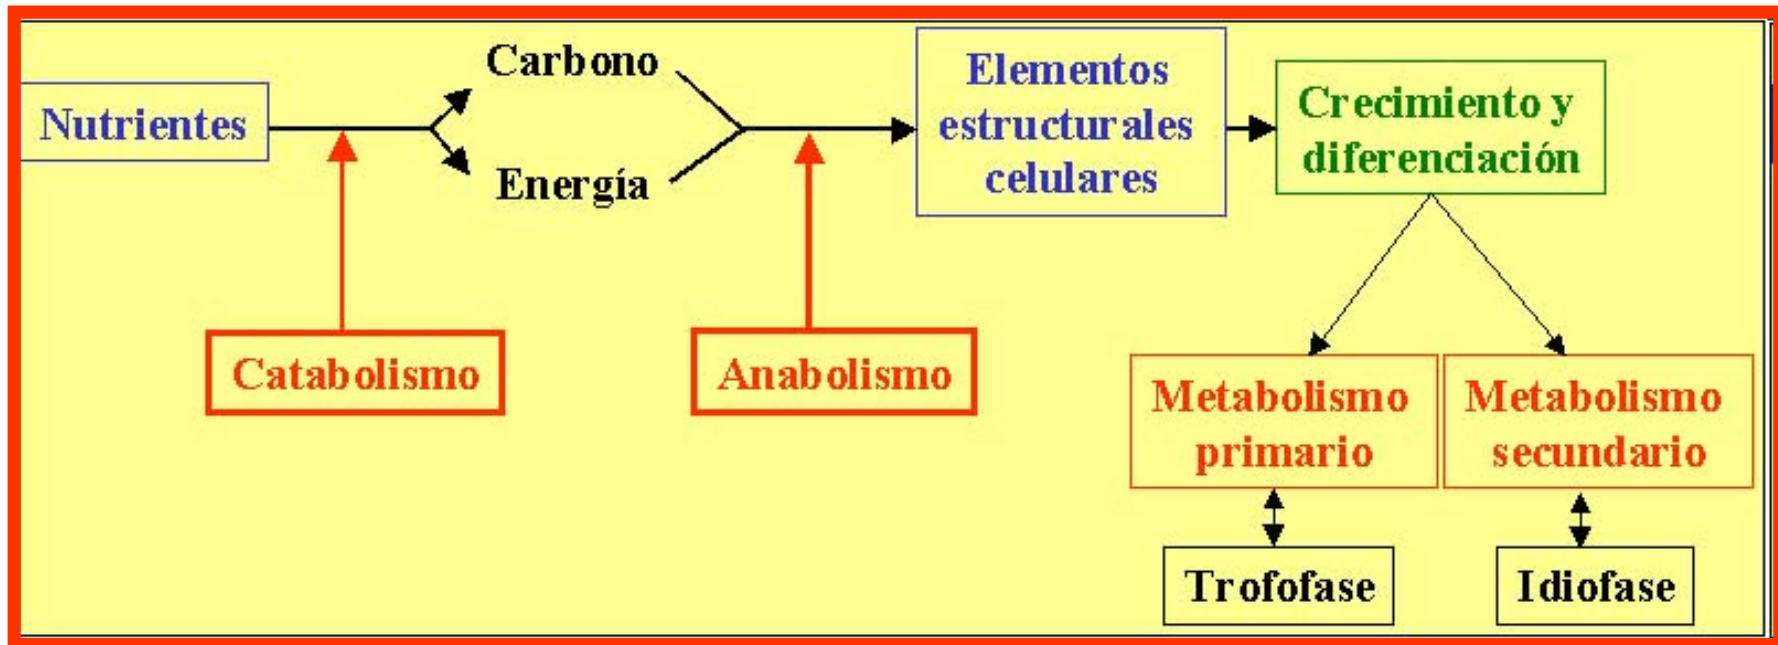 Nutrientes
Carbono
Energía
Elementos
estructurales
celulares
Crecimiento y
diferenciación
Catabolismo
Anabolismo
Metabolismo
primario
Metabolismo
secundario
Trofofase
Idiofase